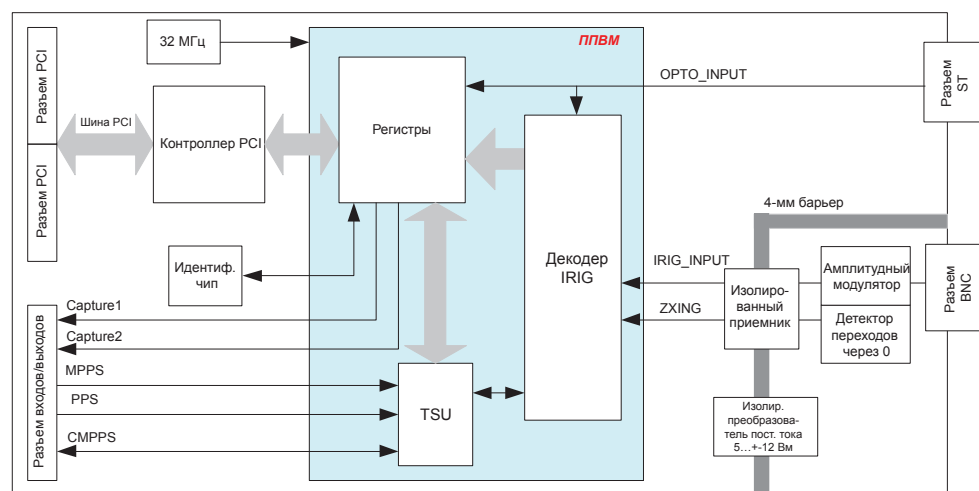 32 МГц
ППВМ
Разъем PCI
Разъем PCI
Шина PCI
Контроллер PCI
Регистры
OPTO_INPUT
Разъем
ST
4-мм барьер
Идентиф.
чип
Декодер
IRIG
IRIG_INPUT
ZXING
Изолиро-
ванный
приемник
Амплитудный
модулятор
Детектор
переходов
через 0
Разъем
BNC
Capture1
Capture2
MPPS
PPS
CMPPS
Разъем входов/выходов
TSU
Изолир.
преобразова-
тель пост. тока
5...+-12 Вм